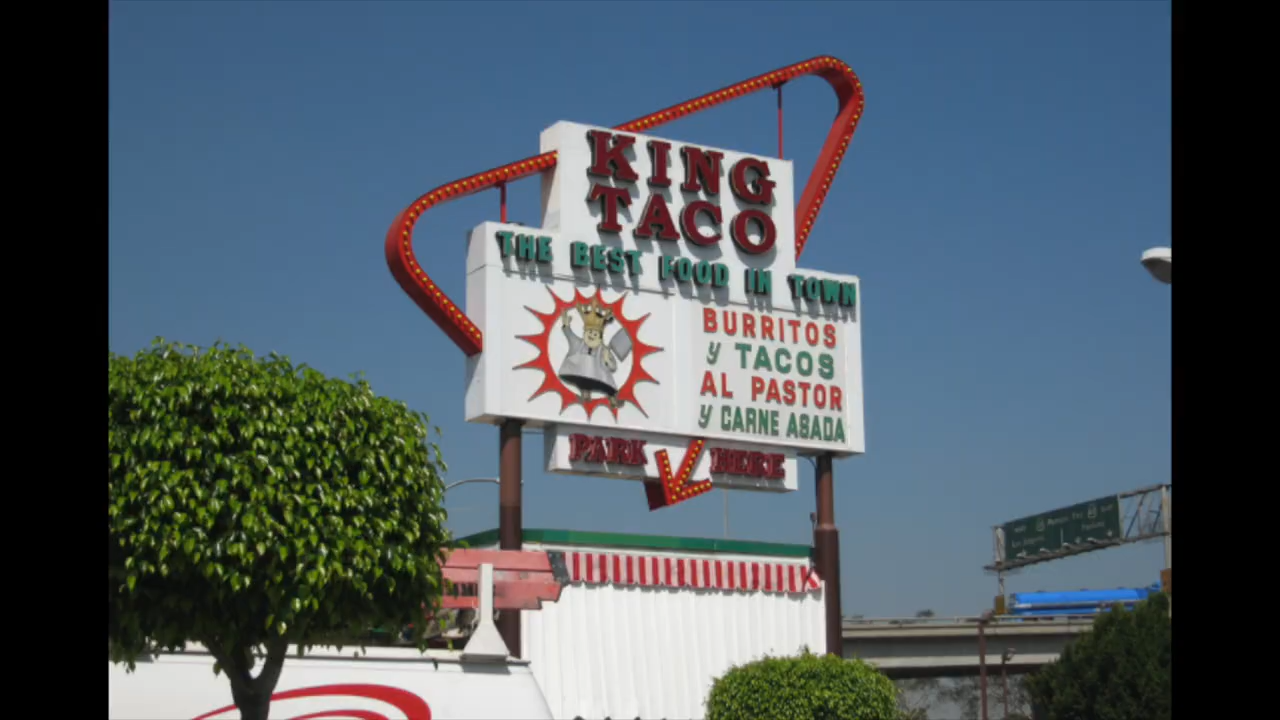 KING
TACO
THE BEST FOOD IN TOWN
BURRITOS
y TACOS
AL PASTOR
y CARNE ASADA
PARK HERE